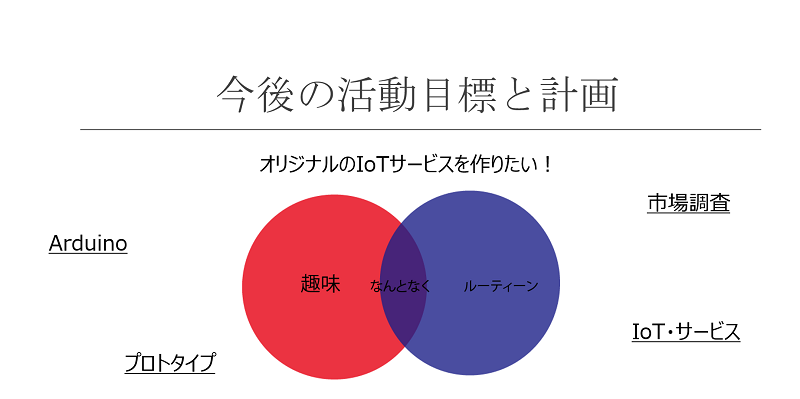 今後の活動目標と計画
オリジナルのIoTサービスを作りたい！
市場調査
Arduino
趣味
なんとなく
ルーティーン
IoT・サービス
プロトタイプ